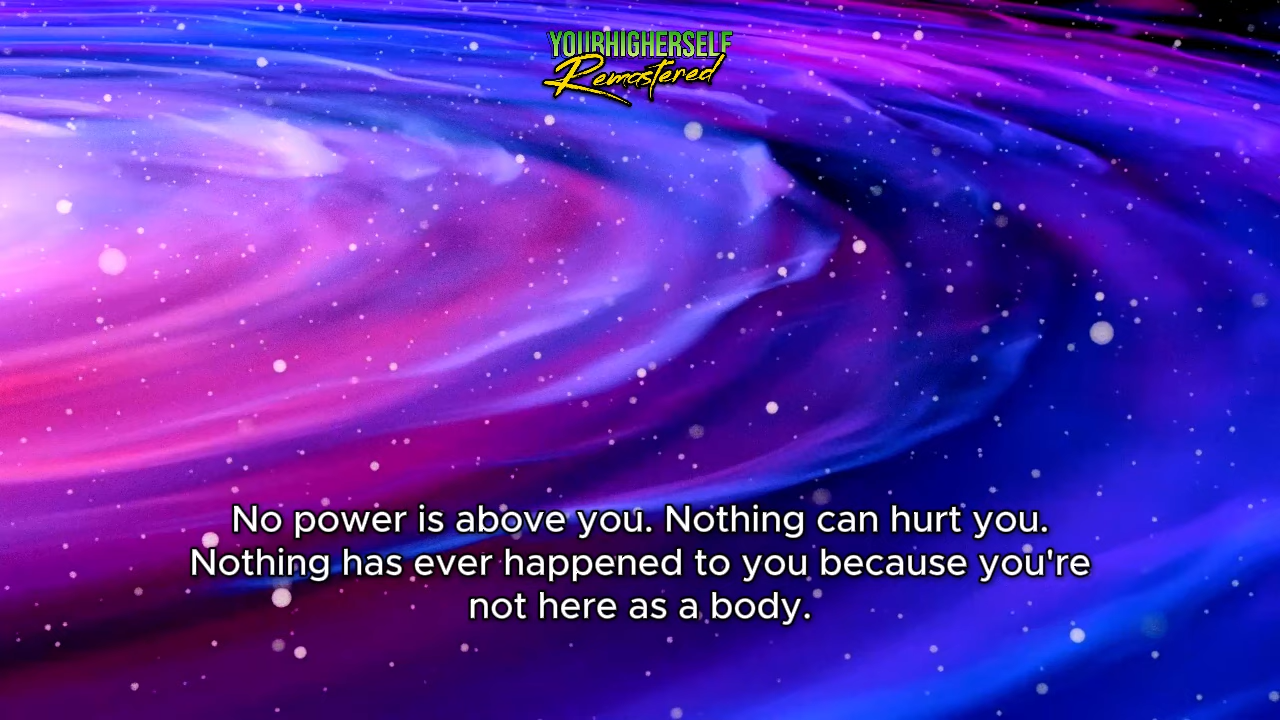 YOURHIGHERSELF
Remastered
No power is above you. Nothing can hurt you.
Nothing has ever happened to you because you're
not here as a body.